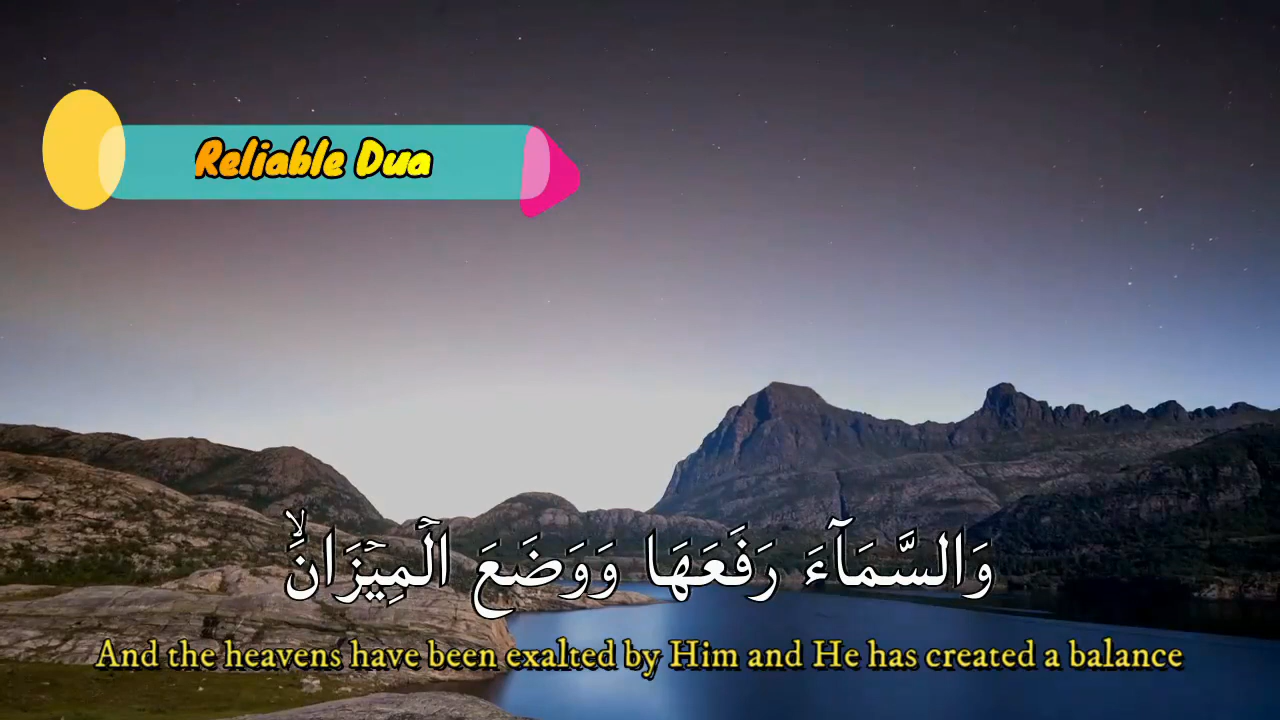 Reliable Dua
وَالسَّمَآءَ رَفَعَهَا وَوَضَعَ الۡمِيۡزَانَۙ
And the heavens have been exalted by Him and He has created a balance